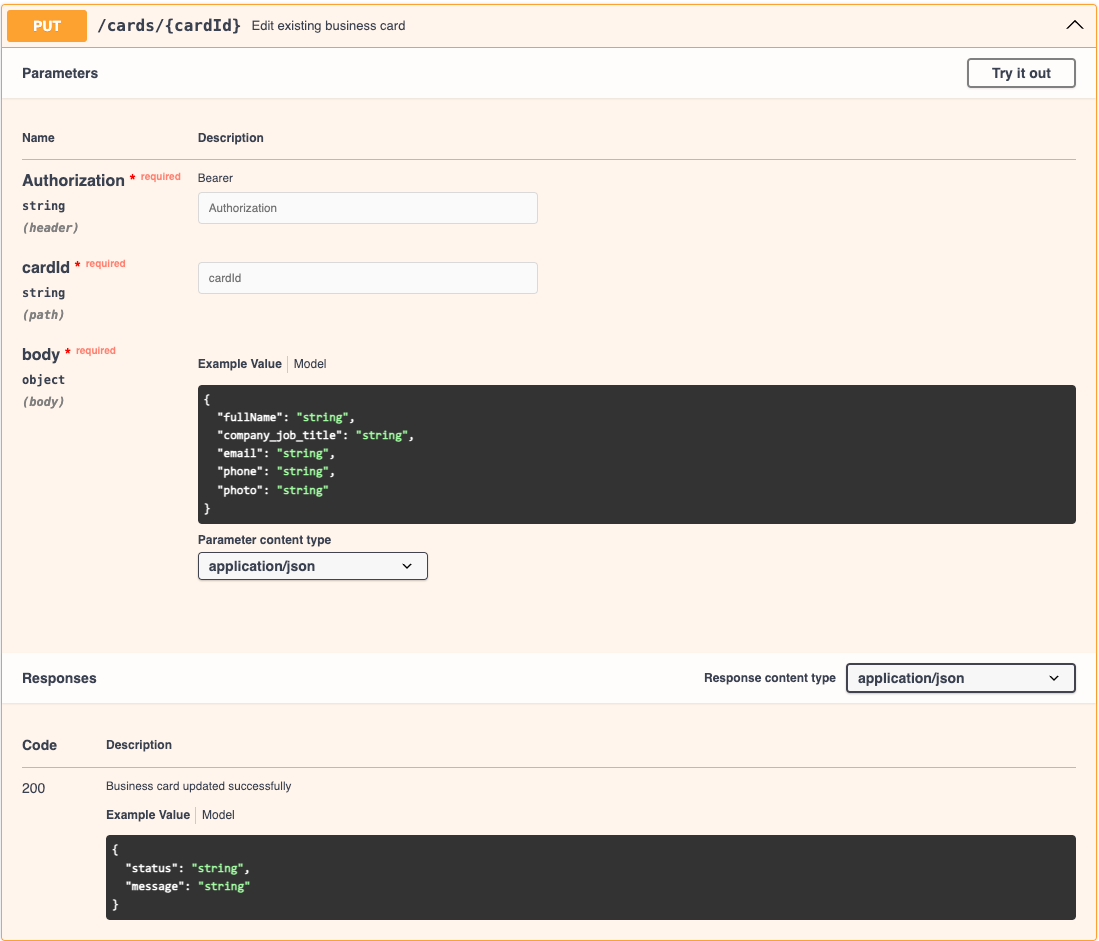 PUT /cards/{cardId} Edit existing business card
Parameters
Try it out
Name Description
Authorization * required
string
(header)
Bearer
Authorization
cardId * required
string
(path)
cardId
body * required
object
(body)
Example Value Model
{
  "fullName": "string",
  "company_job_title": "string",
  "email": "string",
  "phone": "string",
  "photo": "string"
}
Parameter content type
application/json
Responses
Response content type
application/json
Code Description
200
Business card updated successfully
Example Value Model
{
  "status": "string",
  "message": "string"
}